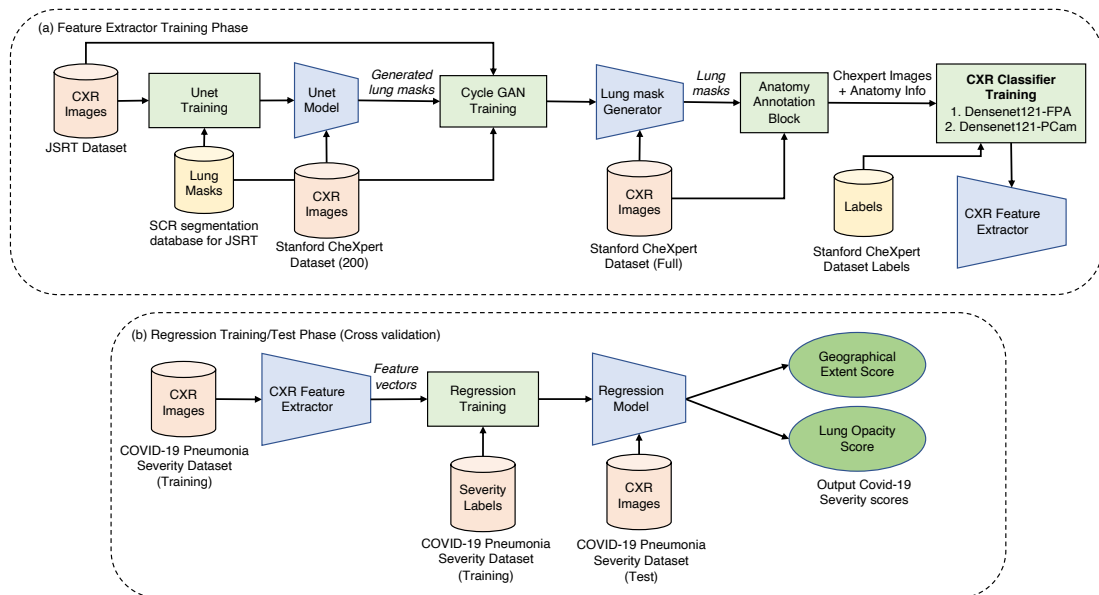 (a) Feature Extractor Training Phase
CXR
Images
JSRT Dataset
Unet
Training
Lung
Masks
SCR segmentation
database for JSRT
Unet
Model
CXR
Images
Stanford CheXpert
Dataset (200)
Generated
lung masks
Cycle GAN
Training
Lung mask
Generator
CXR
Images
Stanford CheXpert
Dataset (Full)
Lung
masks
Anatomy
Annotation
Block
Chexpert Images
+ Anatomy Info
Labels
Stanford CheXpert
Dataset Labels
CXR Classifier
Training
1. Densenet121-FPA
2. Densenet121-PCam
CXR Feature
Extractor
(b) Regression Training/Test Phase (Cross validation)
CXR
Images
COVID-19 Pneumonia
Severity Dataset
(Training)
CXR Feature
Extractor
Feature
vectors
Regression
Training
Severity
Labels
COVID-19 Pneumonia
Severity Dataset
(Training)
Regression
Model
CXR
Images
COVID-19 Pneumonia
Severity Dataset
(Test)
Geographical
Extent Score
Lung Opacity
Score
Output Covid-19
Severity scores